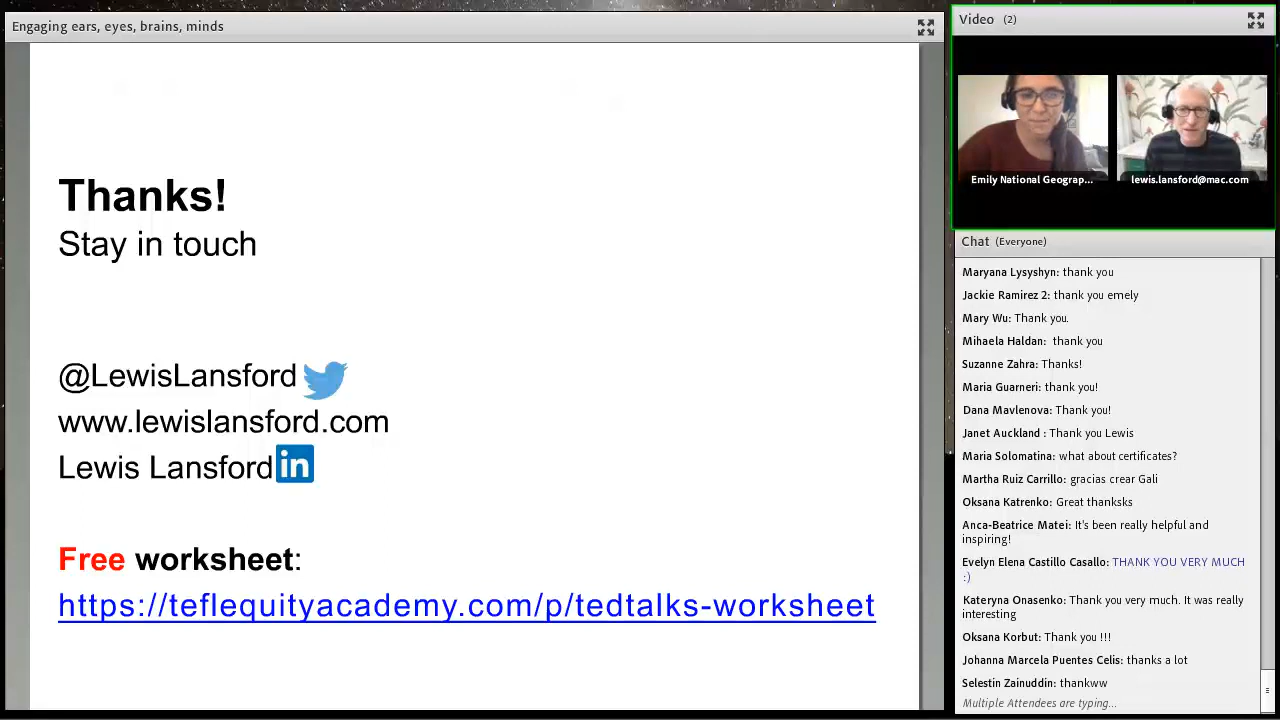 Engaging ears, eyes, brains, minds
Thanks!
Stay in touch
@LewisLansford
www.lewislansford.com
Lewis Lansford in
Free worksheet:
https://teflequityacademy.com/p/tedtalks-worksheet
Video (2)
Emily National Geograp...
lewis.lansford@mac.com
Chat (Everyone)
Maryana Lysyshyn: thank you
Jackie Ramirez 2: thank you emely
Mary Wu: Thank you.
Mihaela Haldan: thank you
Suzanne Zahra: Thanks!
Maria Guarneri: thank you!
Dana Mavlenova: Thank you!
Janet Auckland : Thank you Lewis
Maria Solomatina: what about certificates?
Martha Ruiz Carrillo: gracias crear Gali
Oksana Katrenko: Great thanksks
Anca-Beatrice Matei: It's been really helpful and
inspiring!
Evelyn Elena Castillo Casallo: THANK YOU VERY MUCH
:)
Kateryna Onasenko: Thank you very much. It was really
interesting
Oksana Korbut: Thank you !!!
Johanna Marcela Puentes Celis: thanks a lot
Selestin Zainuddin: thankww
Multiple Attendees are typing...